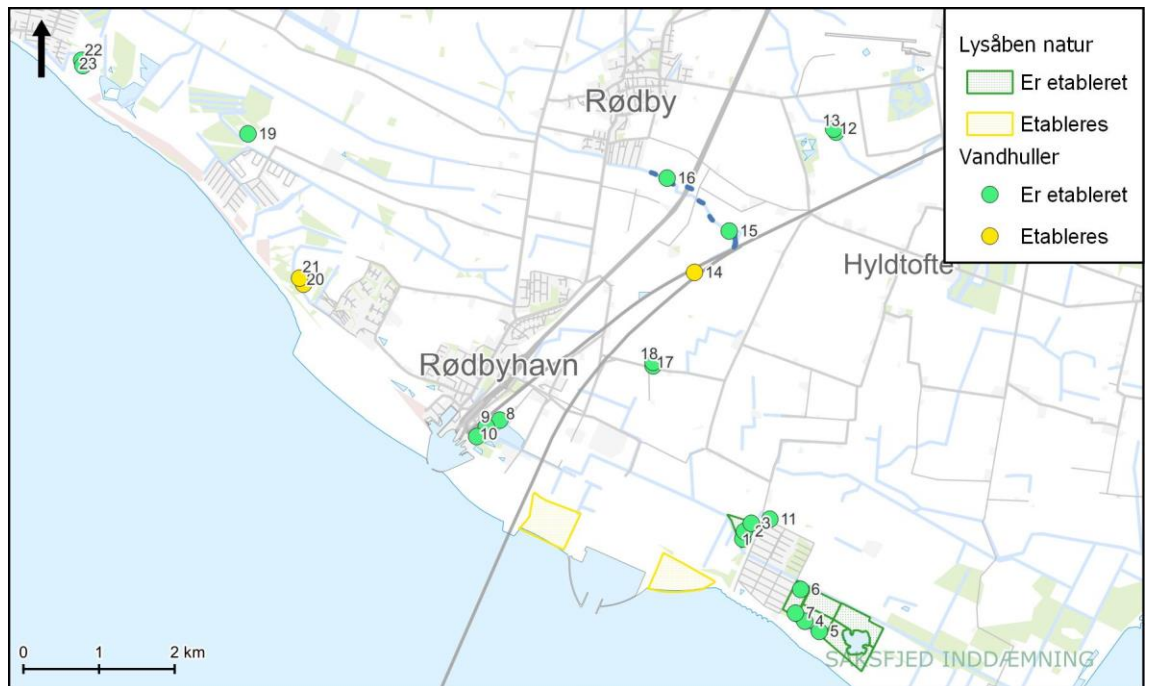 Lysåben natur
Er etableret
Etableres
Vandhuller
Er etableret
Etableres
22
23
19
Rødby
13
12
16
15
Hyldtofte
14
21
20
18
17
Rødbyhavn
9
8
10
3
11
2
1
6
7
4
5
SAKSFJED INDDÆMNING
0
1
2 km